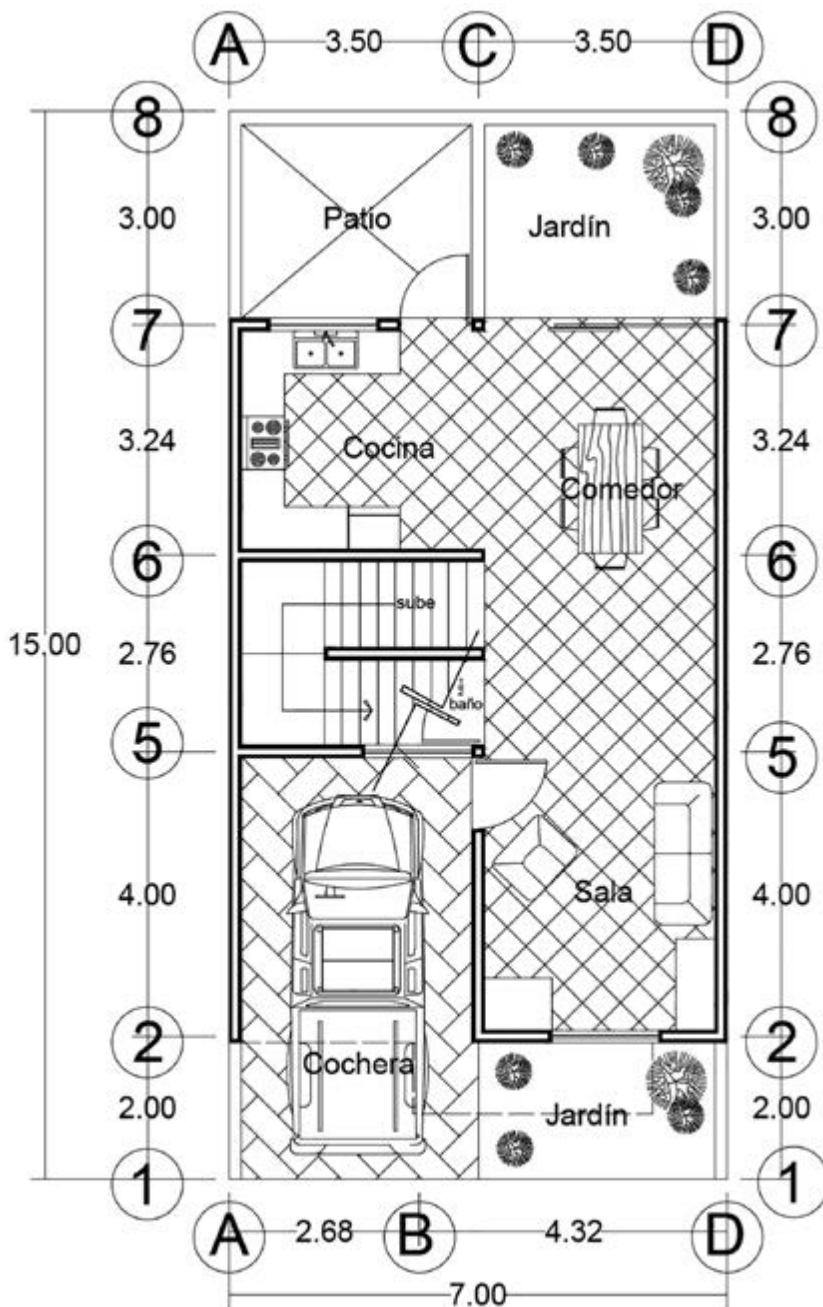 A 3.50 C 3.50 D
8 8
3.00 Patio Jardín 3.00
7 7
3.24 Cocina Comedor 3.24
6 6
sube
15.00 2.76 2.76
baño
5 5
4.00 Sala 4.00
2 2
Cochera
2.00 Jardín 2.00
1 1
A 2.68 B 4.32 D
7.00